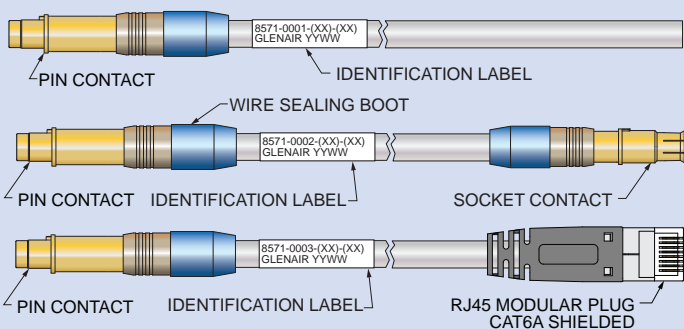 8571-0001-(XX)-(XX)
GLENAIR YYWW
PIN CONTACT
IDENTIFICATION LABEL
WIRE SEALING BOOT
8571-0002-(XX)-(XX)
GLENAIR YYWW
PIN CONTACT
IDENTIFICATION LABEL
SOCKET CONTACT
8571-0003-(XX)-(XX)
GLENAIR YYWW
PIN CONTACT
IDENTIFICATION LABEL
RJ45 MODULAR PLUG
CAT6A SHIELDED